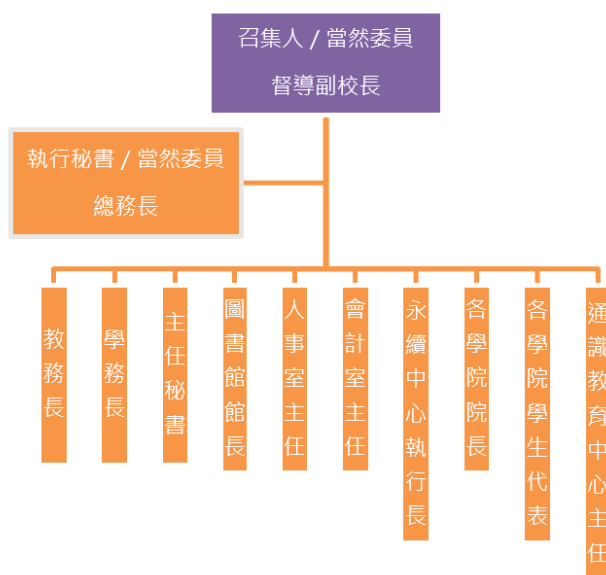 召集人 / 當然委員
督導副校長
執行秘書 / 當然委員
總務長
教務長
學務長
主任秘書
圖書館館長
人事室主任
會計室主任
永續中心執行長
各學院院長
各學院學生代表
通識教育中心主任